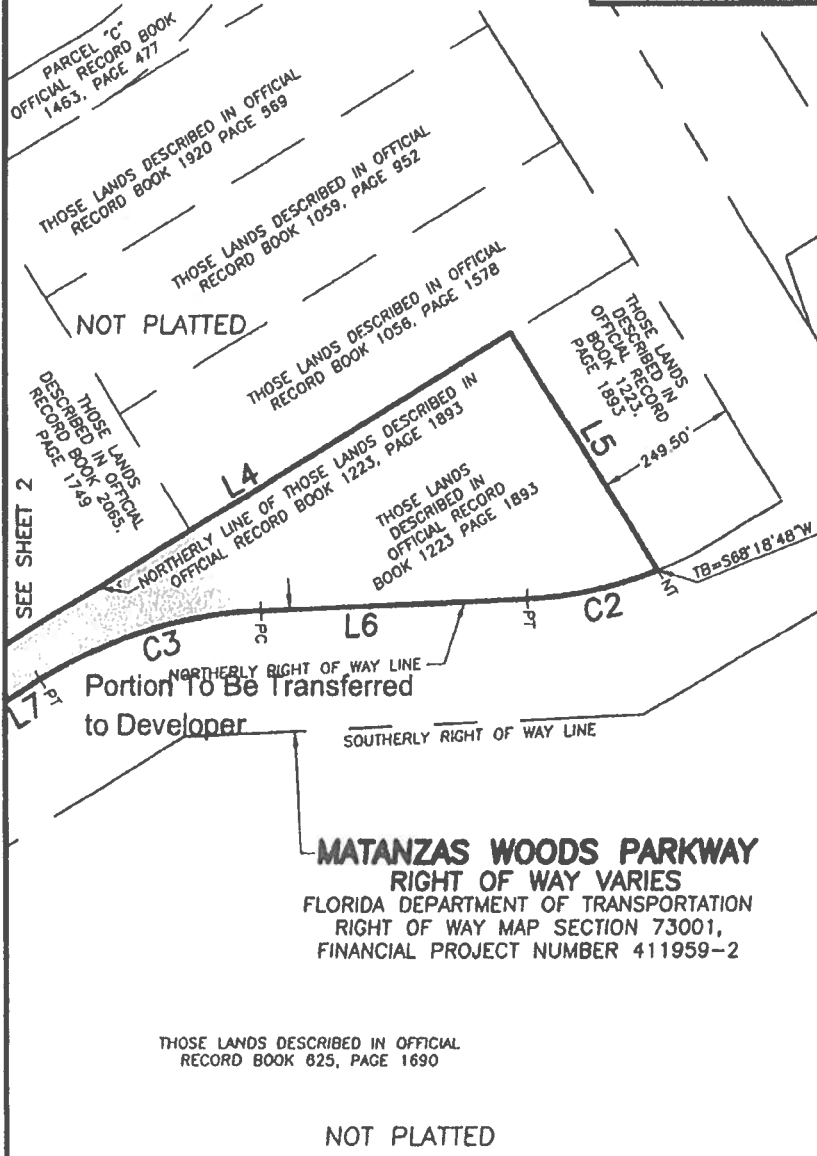 PARCEL "C"
OFFICIAL RECORD BOOK
1463, PAGE 477
THOSE LANDS DESCRIBED IN OFFICIAL
RECORD BOOK 1920 PAGE 569
THOSE LANDS DESCRIBED IN OFFICIAL
RECORD BOOK 1059, PAGE 952
NOT PLATTED
THOSE LANDS DESCRIBED IN OFFICIAL
RECORD BOOK 1056, PAGE 1578
THOSE LANDS
DESCRIBED IN
OFFICIAL RECORD
BOOK 1223,
PAGE 1893
THOSE LANDS
DESCRIBED IN OFFICIAL
RECORD BOOK 2065,
PAGE 1749
SEE SHEET 2
L4
NORTHERLY LINE OF THOSE LANDS DESCRIBED IN
OFFICIAL RECORD BOOK 1223, PAGE 1893
THOSE LANDS
DESCRIBED IN
OFFICIAL RECORD
BOOK 1223 PAGE 1893
L5
249.50'
TB=S68°18'48"W
NT
C2
PT
L6
PC
C3
PT
L7
NORTHERLY RIGHT OF WAY LINE
Portion To Be Transferred
to Developer
SOUTHERLY RIGHT OF WAY LINE
MATANZAS WOODS PARKWAY
RIGHT OF WAY VARIES
FLORIDA DEPARTMENT OF TRANSPORTATION
RIGHT OF WAY MAP SECTION 73001,
FINANCIAL PROJECT NUMBER 411959-2
THOSE LANDS DESCRIBED IN OFFICIAL
RECORD BOOK 625, PAGE 1690
NOT PLATTED